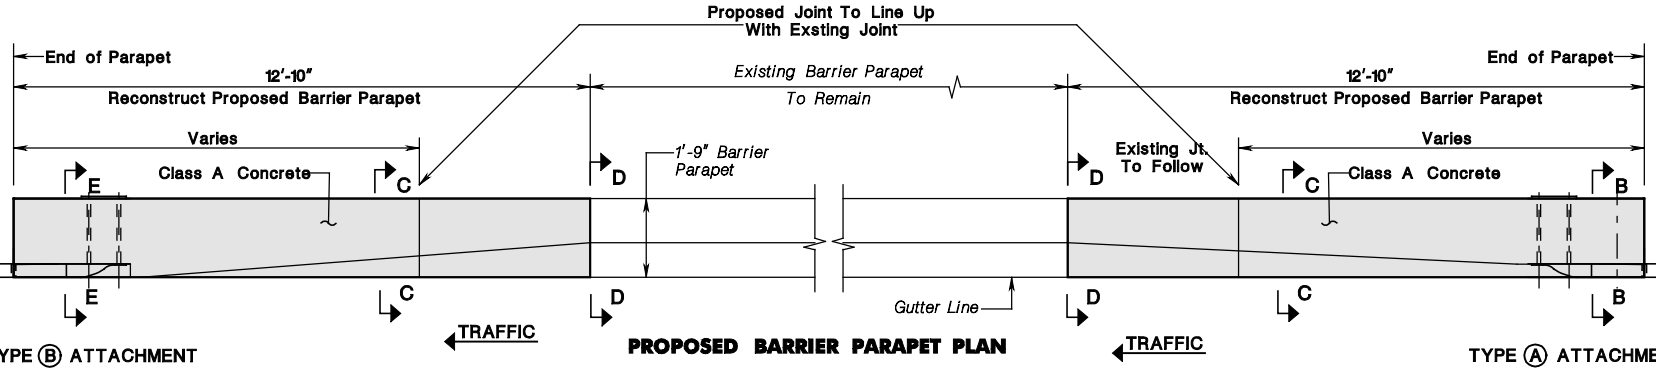 Proposed Joint To Line Up
With Exsting Joint
End of Parapet
End of Parapet
12'-10"
Existing Barrier Parapet
12'-10"
Reconstruct Proposed Barrier Parapet
To Remain
Reconstruct Proposed Barrier Parapet
Varies
Varies
1'-9" Barrier
Parapet
Existing Jt.
To Follow
Class A Concrete
Class A Concrete
E
C
D
D
C
B
E
C
D
D
C
B
Gutter Line
TRAFFIC
TRAFFIC
PROPOSED BARRIER PARAPET PLAN
YPE B ATTACHMENT
TYPE A ATTACHME